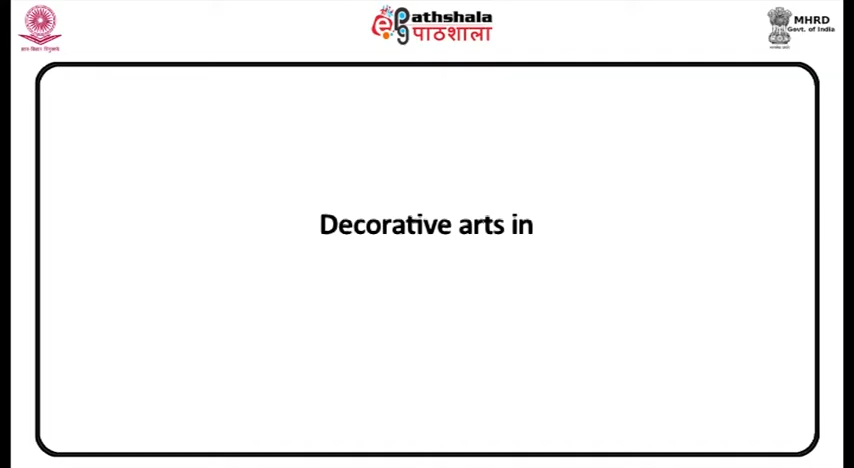 ePathshala
पाठशाला
MHRD
Govt. of India
Decorative arts in